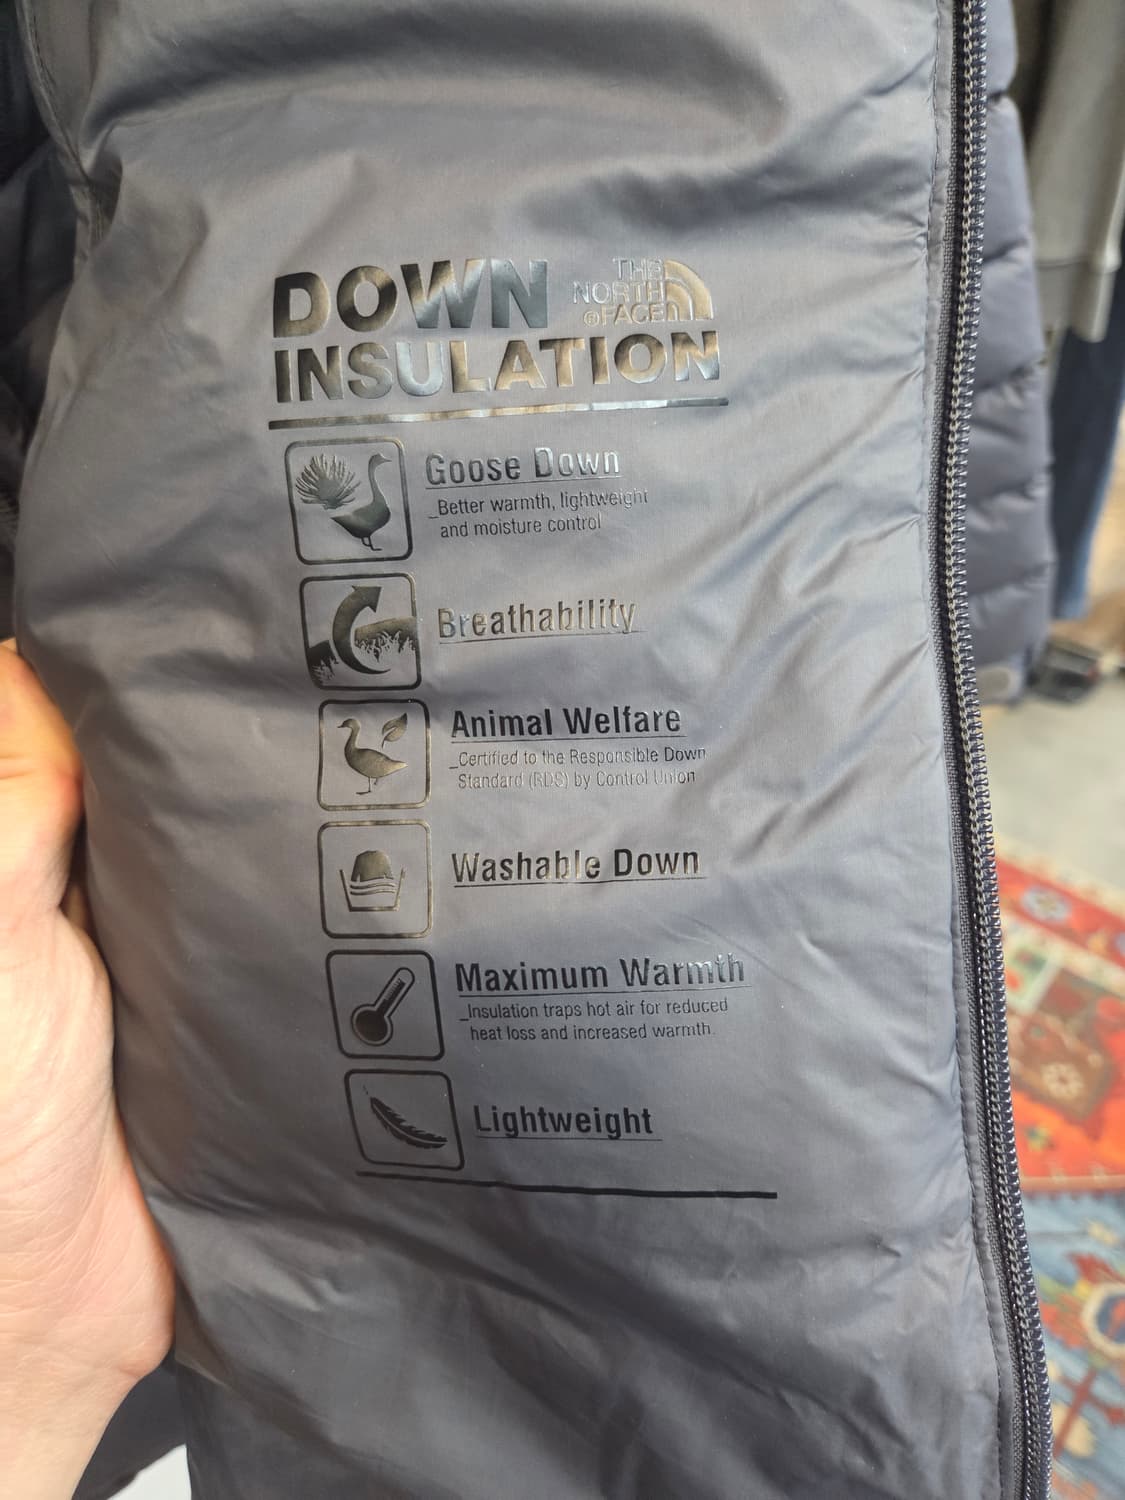 DOWN
THE
NORTH
FACE
INSULATION
Goose Down
_Better warmth, lightweight
and moisture control
Breathability
Animal Welfare
_Certified to the Responsible Down
Standard (RDS) by Control Union
Washable Down
Maximum Warmth
_Insulation traps hot air for reduced
heat loss and increased warmth.
Lightweight